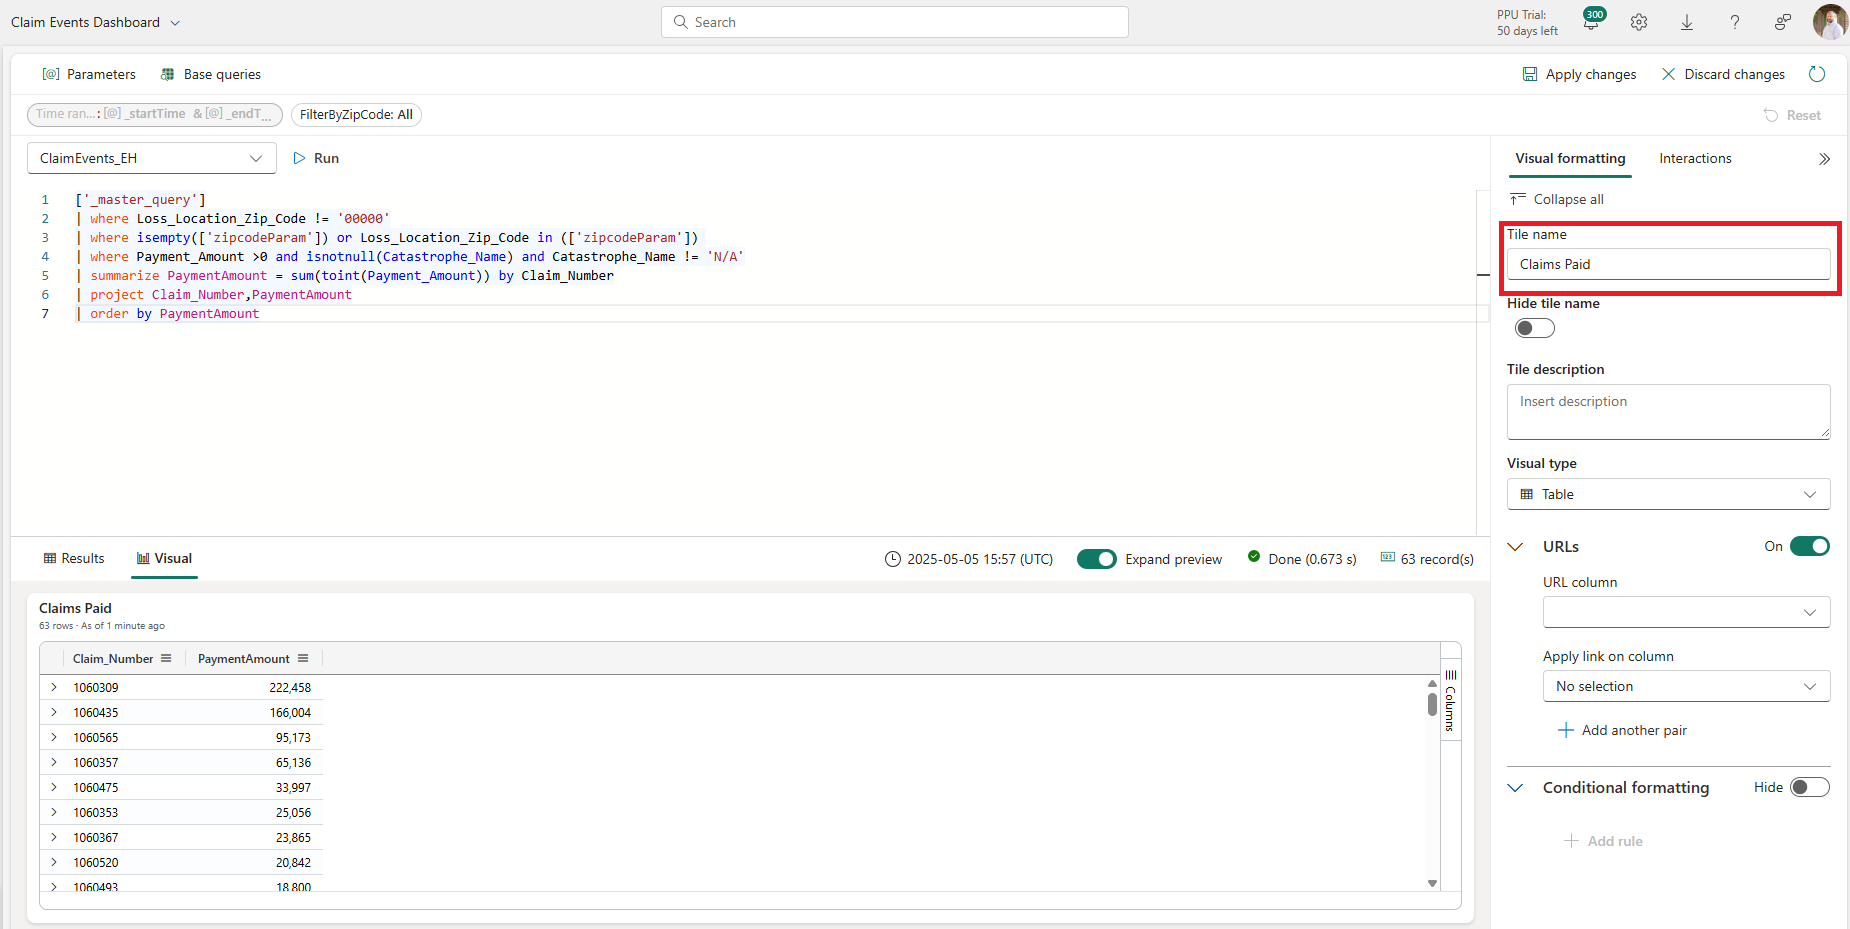 Claim Events Dashboard
Search
PPU Trial:
50 days left
300
Parameters
Base queries
Apply changes
Discard changes
Time ran...: [@] _startTime & [@] _endT...
FilterByZipCode: All
Reset
ClaimEvents_EH
Run
1 ['_master_query']
2 | where Loss_Location_Zip_Code != '00000'
3 | where isempty(['zipcodeParam']) or Loss_Location_Zip_Code in (['zipcodeParam'])
4 | where Payment_Amount >0 and isnotnull(Catastrophe_Name) and Catastrophe_Name != 'N/A'
5 | summarize PaymentAmount = sum(toint(Payment_Amount)) by Claim_Number
6 | project Claim_Number,PaymentAmount
7 | order by PaymentAmount
Results
Visual
2025-05-05 15:57 (UTC)
Expand preview
Done (0.673 s)
63 record(s)
Claims Paid
63 rows · As of 1 minute ago
Claim_Number PaymentAmount
1060309 222,458
1060435 166,004
1060565 95,173
1060357 65,136
1060475 33,997
1060353 25,056
1060367 23,865
1060520 20,842
1060493 18,800
Columns
Visual formatting
Interactions
Collapse all
Tile name
Claims Paid
Hide tile name
Tile description
Insert description
Visual type
Table
URLs
On
URL column
Apply link on column
No selection
Add another pair
Conditional formatting
Hide
Add rule